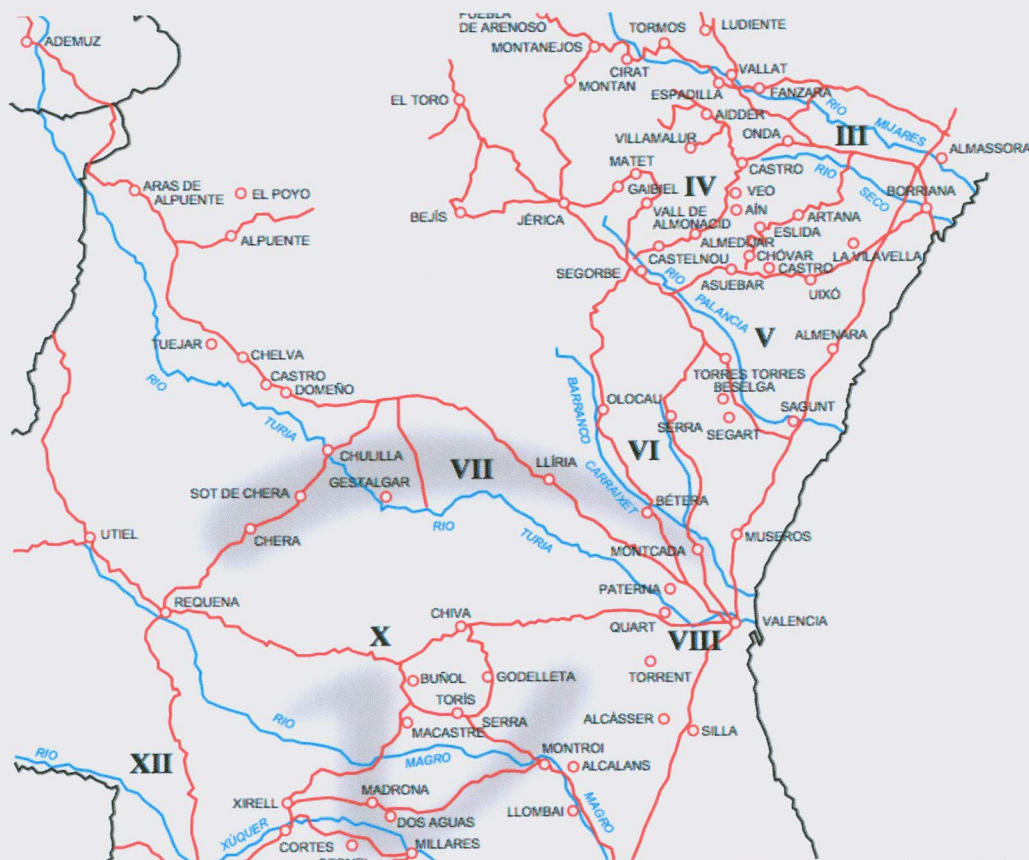 PUEBLA
DE ARENOSO
TORMOS
LUDIENTE
ADEMUZ
MONTANEJOS
CIRAT
VALLAT
MONTAN
ESPADILLA
FANZARA
EL TORO
AIDDER
RIO
MIJARES
VILLAMALUR
ONDA
III
ALMASSORA
MATET
CASTRO
RIO
SECO
ARAS DE
ALPUENTE
EL POYO
GAIBIEL
IV
VEO
BORRIANA
BEJÍS
JÉRICA
VALL DE
ALMONACID
AÍN
ARTANA
ESLIDA
ALPUENTE
ALMEDIJAR
CASTELNOU
CHÓVAR
LA VILAVELLA
SEGORBE
CASTRO
RIO
PALANCIA
ASUEBAR
UIXÓ
V
ALMENARA
TUEJAR
CHELVA
CASTRO
DOMEÑO
RIO
TURIA
TORRES TORRES
BESELGA
BARRANCO
CARRAIXET
OLOCAU
SERRA
SEGART
SAGUNT
VI
CHULILLA
VII
LLÍRIA
SOT DE CHERA
GESTALGAR
BÉTERA
RIO
TURIA
UTIEL
CHERA
MONTCADA
MUSEROS
PATERNA
REQUENA
CHIVA
QUART
VALENCIA
X
VIII
BUÑOL
GODELLETA
TORRENT
TORÍS
SERRA
RIO
MACASTRE
ALCÀSSER
SILLA
MAGRO
MONTROI
ALCALANS
RIO
XII
XIRELL
MADRONA
DOS AGUAS
LLOMBAI
MAGRO
XÚQUER
CORTES
MILLARES